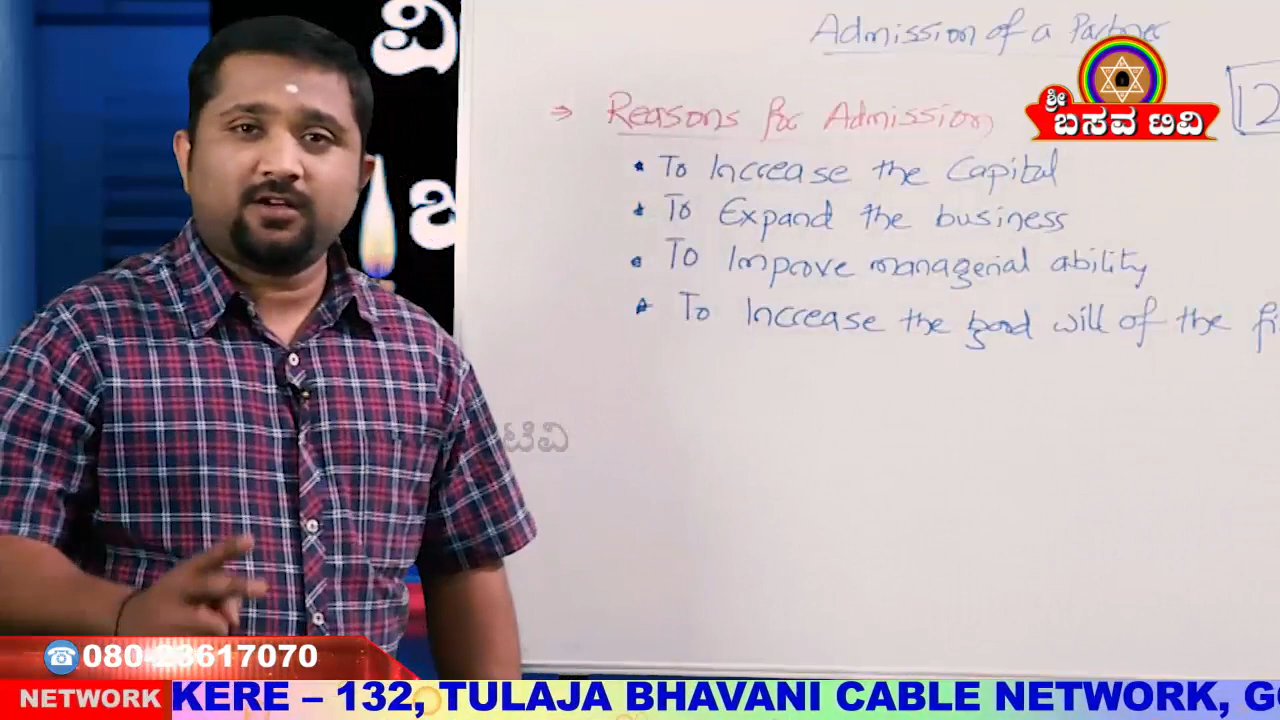 Admission of a Partner
ಶ್ರೀ
ಬಸವ ಟಿವಿ
12
⇒ Reasons for Admission
• To Increase the Capital
• To Expand the business
• To Improve managerial ability
• To Increase the good will of the fi
ವಿ
ಟಿವಿ
☎080-23617070
NETWORK KERE – 132, TULAJA BHAVANI CABLE NETWORK, G